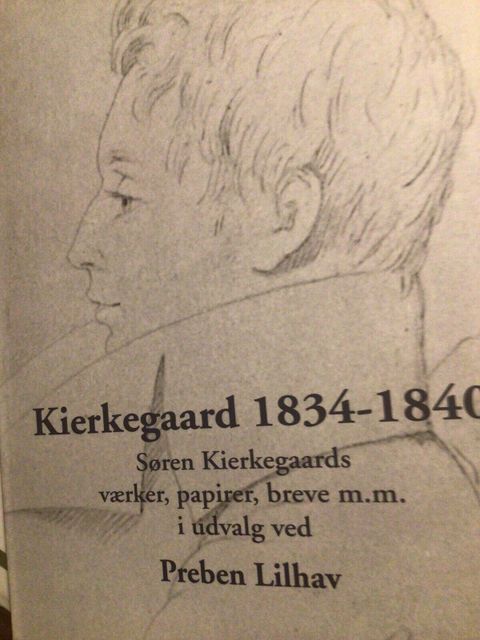 Kierkegaard 1834-1840
Søren Kierkegaards
værker, papirer, breve m.m.
i udvalg ved
Preben Lilhav